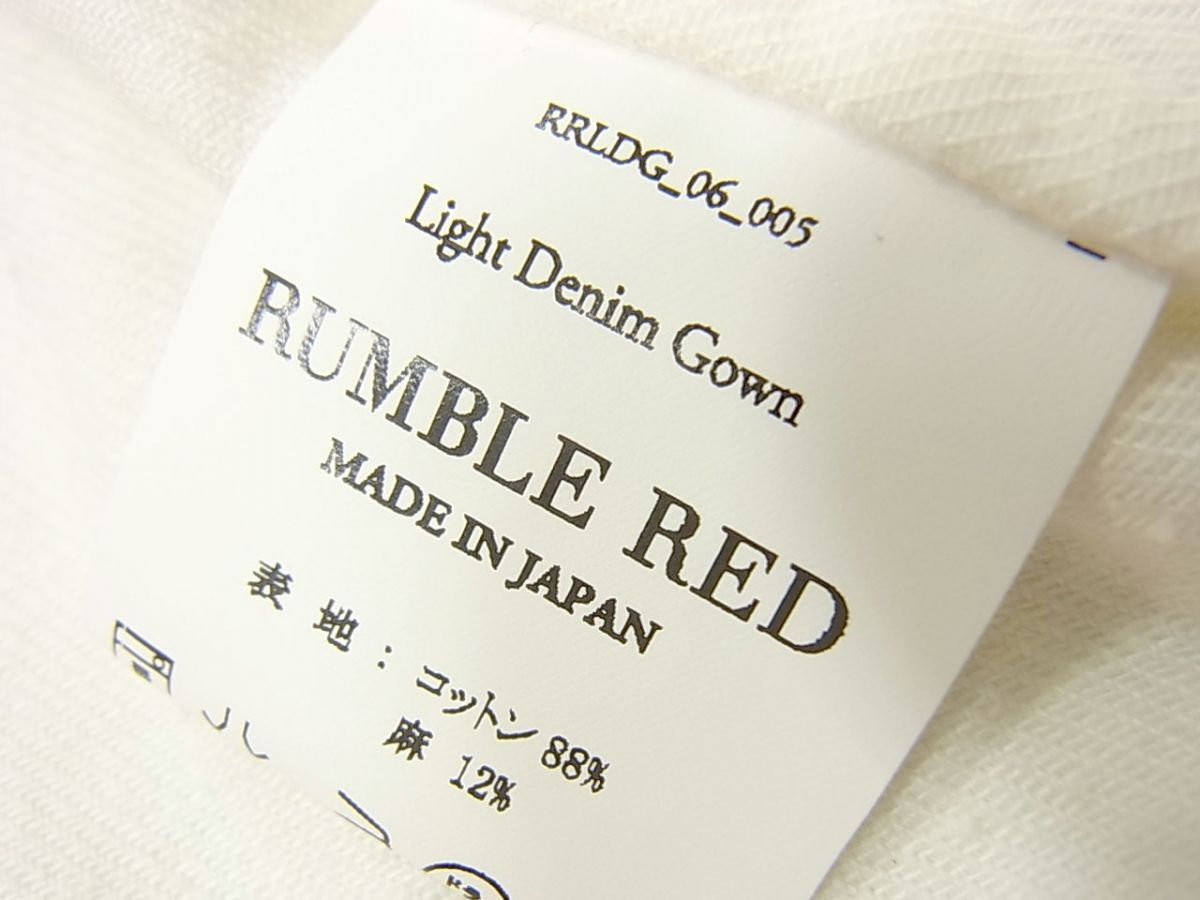 RRLDG_06_005
Light Denim Gown
RUMBLE RED
MADE IN JAPAN
表 地 : コットン 88%
麻 12%